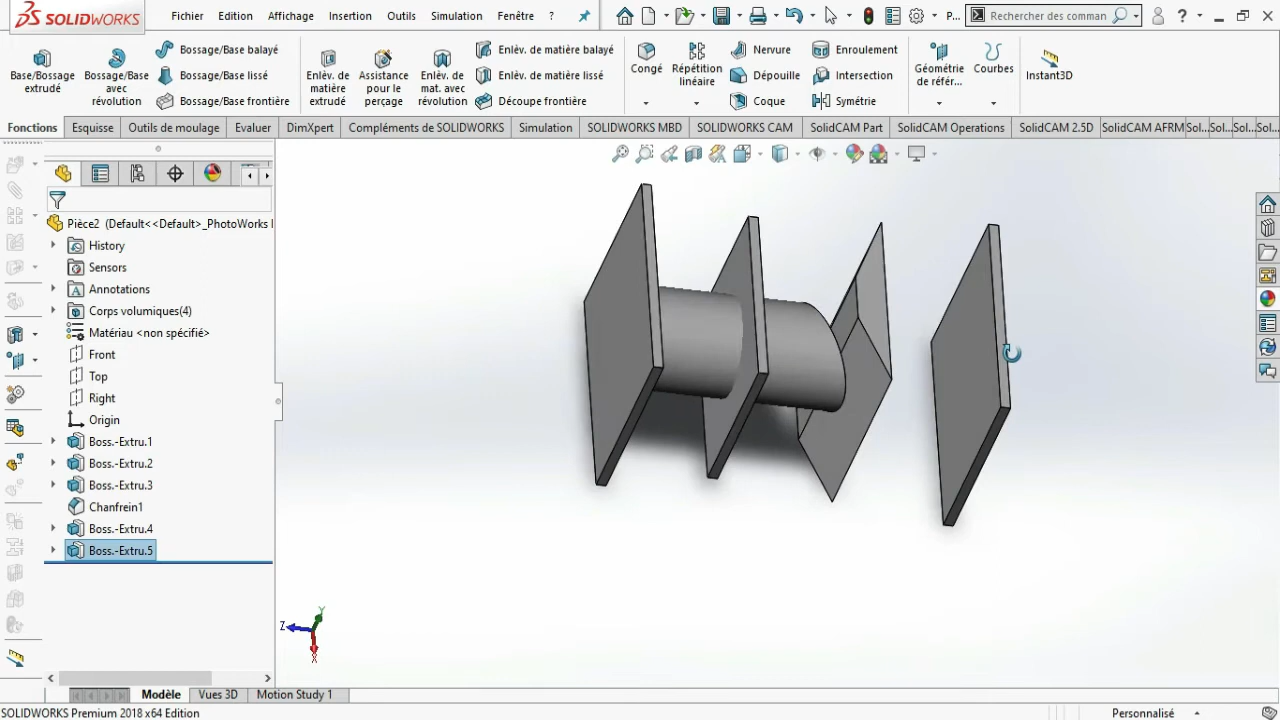 SOLIDWORKS Fichier Edition Affichage Insertion Outils Simulation Fenêtre ? P... Rechercher des comman ?
Base/Bossage extrudé
Bossage/Base avec révolution
Bossage/Base balayé
Bossage/Base lissé
Bossage/Base frontière
Enlèv. de matière extrudé
Assistance pour le perçage
Enlèv. de mat. avec révolution
Enlèv. de matière balayé
Enlèv. de matière lissé
Découpe frontière
Congé
Répétition linéaire
Nervure
Dépouille
Coque
Enroulement
Intersection
Symétrie
Géométrie de référ...
Courbes
Instant3D
Fonctions Esquisse Outils de moulage Evaluer DimXpert Compléments de SOLIDWORKS Simulation SOLIDWORKS MBD SOLIDWORKS CAM SolidCAM Part SolidCAM Operations SolidCAM 2.5D SolidCAM AFRM Sol... Sol... Sol... Sol...
Pièce2 (Default<<Default>_PhotoWorks
History
Sensors
Annotations
Corps volumiques(4)
Matériau <non spécifié>
Front
Top
Right
Origin
Boss.-Extru.1
Boss.-Extru.2
Boss.-Extru.3
Chanfrein1
Boss.-Extru.4
Boss.-Extru.5
Y
Z
X
Modèle Vues 3D Motion Study 1
SOLIDWORKS Premium 2018 x64 Edition Personnalisé